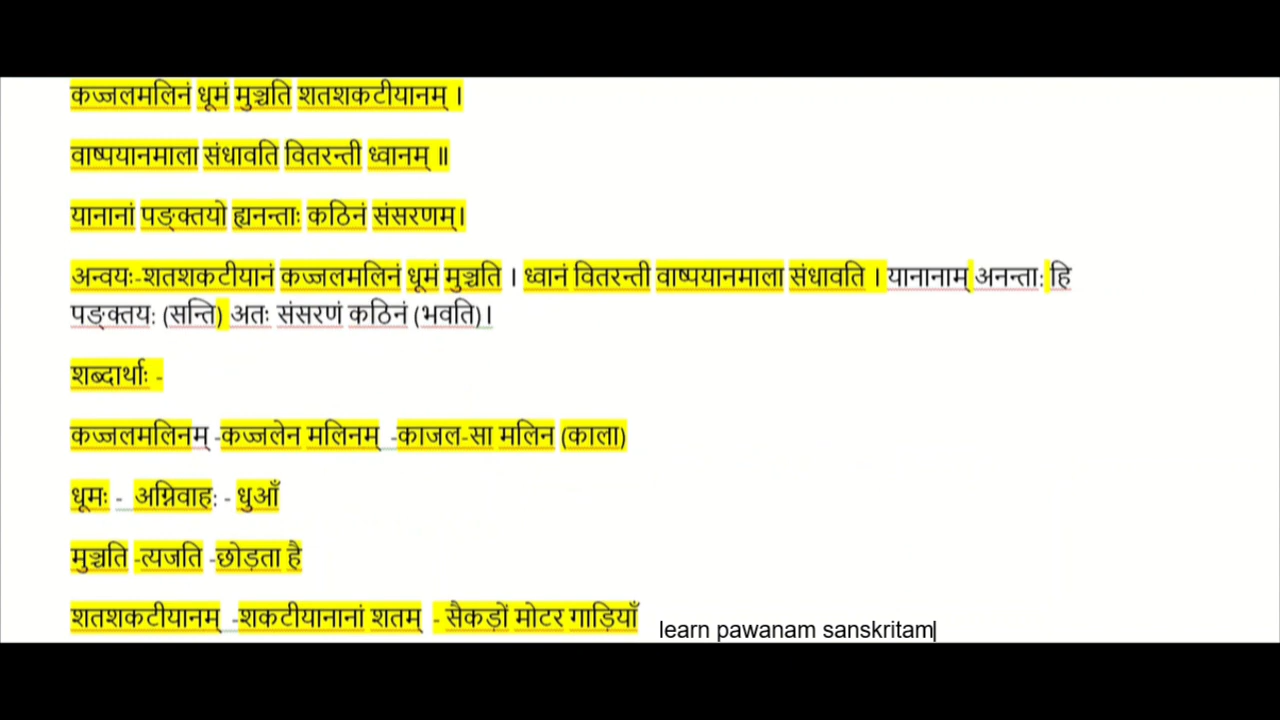 कज्जलमलिनं धूमं मुञ्चति शतशकटीयानम् ।
वाष्पयानमाला संधावति वितरन्ती ध्वानम् ॥
यानानां पङ्क्तयो ह्यनन्ताः कठिनं संसरणम्।
अन्वयः-शतशकटीयानं कज्जलमलिनं धूमं मुञ्चति । ध्वानं वितरन्ती वाष्पयानमाला संधावति । यानानाम् अनन्ता: हि
पङ्क्तय: (सन्ति) अतः संसरणं कठिनं (भवति)।
शब्दार्थाः -
कज्जलमलिनम् -कज्जलेन मलिनम् -काजल-सा मलिन (काला)
धूमः - अग्निवाह: - धुआँ
मुञ्चति -त्यजति -छोड़ता है
शतशकटीयानम् -शकटीयानानां शतम् - सैकड़ों मोटर गाड़ियाँ
learn pawanam sanskritam